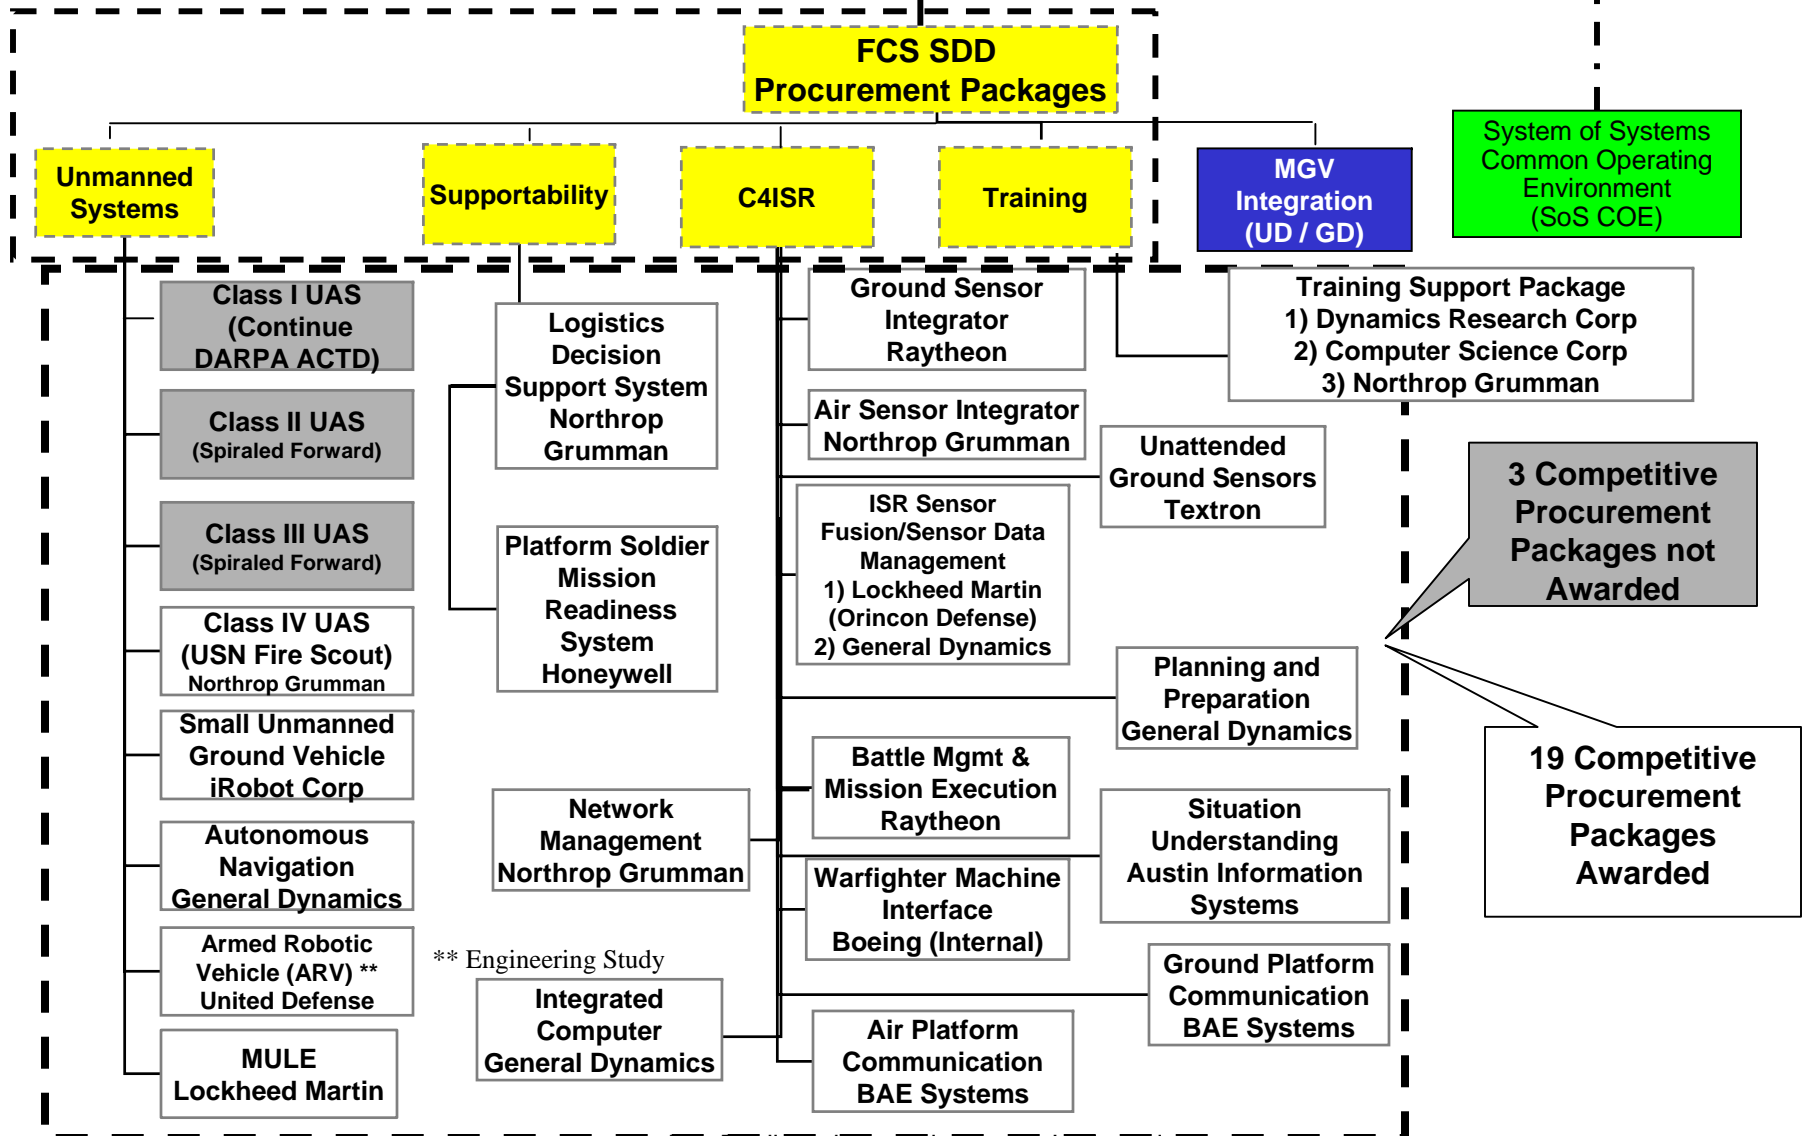 FCS SDD
Procurement Packages
Unmanned
Systems
Supportability
C4ISR
Training
MGV
Integration
(UD / GD)
System of Systems
Common Operating
Environment
(SoS COE)
Class I UAS
(Continue
DARPA ACTD)
Class II UAS
(Spiraled Forward)
Class III UAS
(Spiraled Forward)
Class IV UAS
(USN Fire Scout)
Northrop Grumman
Small Unmanned
Ground Vehicle
iRobot Corp
Autonomous
Navigation
General Dynamics
Armed Robotic
Vehicle (ARV) **
United Defense
MULE
Lockheed Martin
Logistics
Decision
Support System
Northrop
Grumman
Platform Soldier
Mission
Readiness
System
Honeywell
Network
Management
Northrop Grumman
** Engineering Study
Integrated
Computer
General Dynamics
Ground Sensor
Integrator
Raytheon
Air Sensor Integrator
Northrop Grumman
ISR Sensor
Fusion/Sensor Data
Management
1) Lockheed Martin
(Orincon Defense)
2) General Dynamics
Battle Mgmt &
Mission Execution
Raytheon
Warfighter Machine
Interface
Boeing (Internal)
Air Platform
Communication
BAE Systems
Unattended
Ground Sensors
Textron
Planning and
Preparation
General Dynamics
Situation
Understanding
Austin Information
Systems
Ground Platform
Communication
BAE Systems
Training Support Package
1) Dynamics Research Corp
2) Computer Science Corp
3) Northrop Grumman
3 Competitive
Procurement
Packages not
Awarded
19 Competitive
Procurement
Packages
Awarded